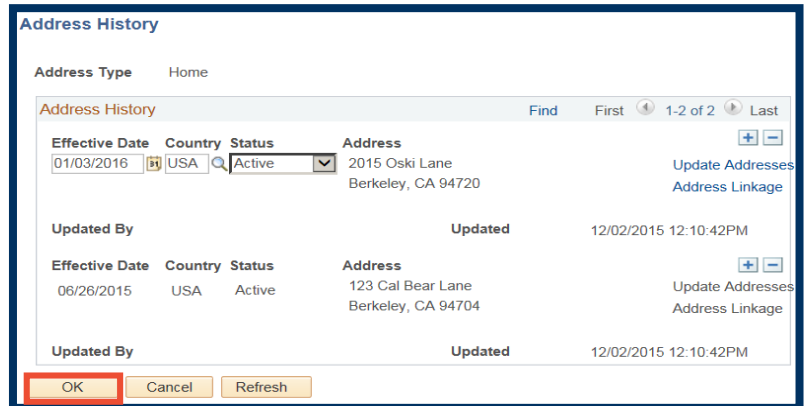 Address History
Address Type Home
Address History Find First 1-2 of 2 Last
Effective Date Country Status Address + −
01/03/2016 31 USA Active 2015 Oski Lane Update Addresses
Berkeley, CA 94720 Address Linkage
Updated By Updated 12/02/2015 12:10:42PM
Effective Date Country Status Address + −
06/26/2015 USA Active 123 Cal Bear Lane Update Addresses
Berkeley, CA 94704 Address Linkage
Updated By Updated 12/02/2015 12:10:42PM
OK Cancel Refresh